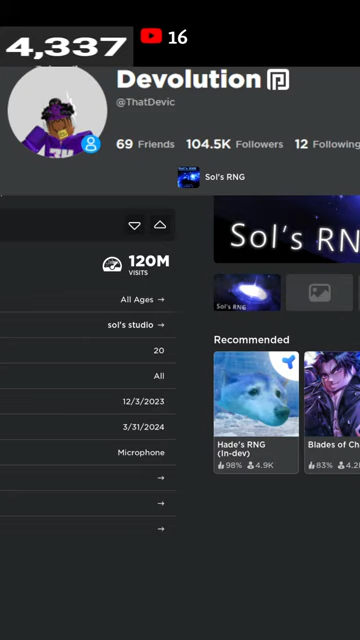 4,337
16
Devolution
@ThatDevic
69 Friends 104.5K Followers 12 Following
Sol's RNG
120M
VISITS
All Ages →
sol's studio →
20
All
12/3/2023
3/31/2024
Microphone
→
→
→
Sol's RN
Sol's RNG
Recommended
Hade's RNG
(In-dev)
98% 4.9K
Blades of Ch
83% 4.2